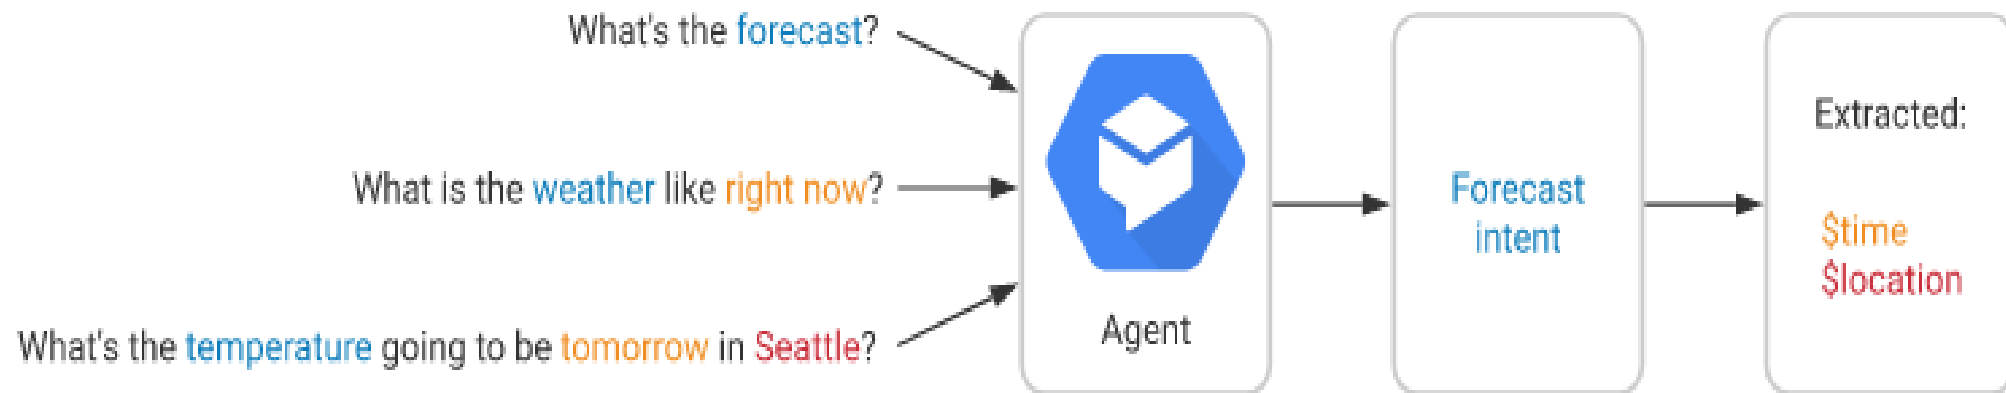 What's the forecast?
What is the weather like right now?
What's the temperature going to be tomorrow in Seattle?
Agent
Forecast
intent
Extracted:
$time
$location